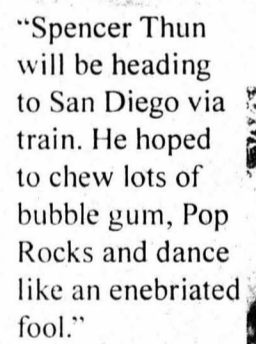 “Spencer Thun
will be heading
to San Diego via
train. He hoped
to chew lots of
bubble gum, Pop
Rocks and dance
like an enebriated
fool.”